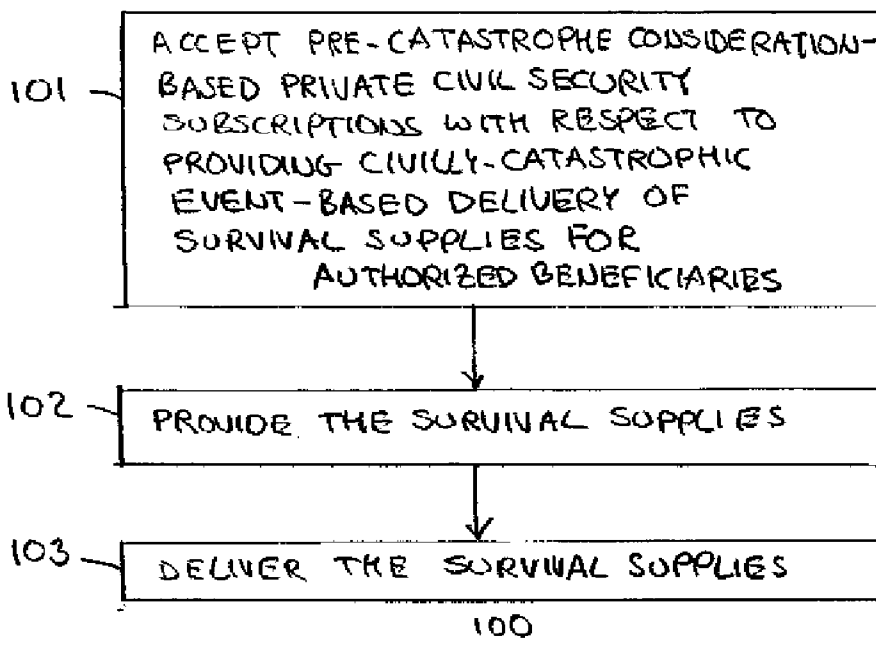 101
ACCEPT PRE-CATASTROPHE CONSIDERATION-
BASED PRIVATE CIVIL SECURITY
SUBSCRIPTIONS WITH RESPECT TO
PROVIDING CIVILLY-CATASTROPHIC
EVENT-BASED DELIVERY OF
SURVIVAL SUPPLIES FOR
AUTHORIZED BENEFICIARIES
102
PROVIDE THE SURVIVAL SUPPLIES
103
DELIVER THE SURVIVAL SUPPLIES
100